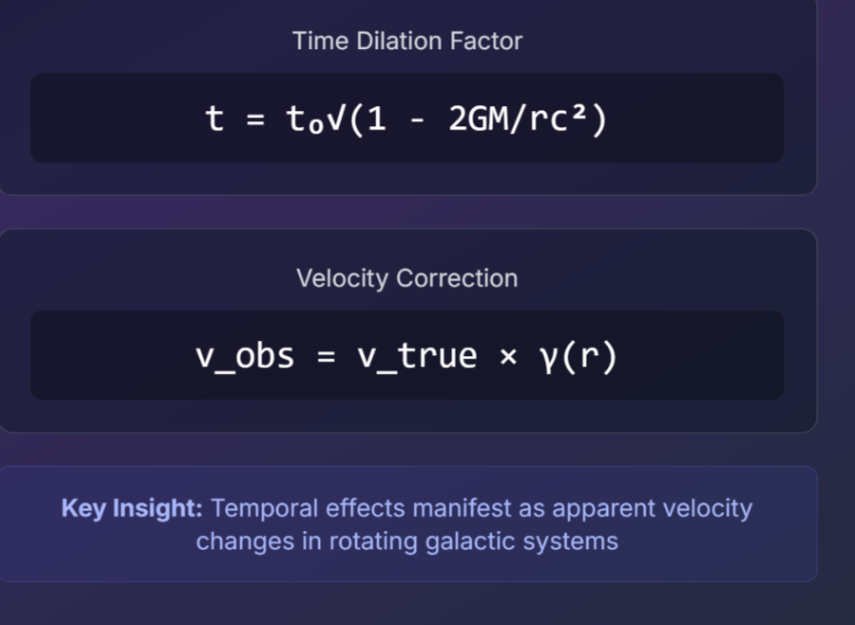 Time Dilation Factor
t = t₀√(1 - 2GM/rc²)
Velocity Correction
v_obs = v_true × γ(r)
Key Insight: Temporal effects manifest as apparent velocity
changes in rotating galactic systems